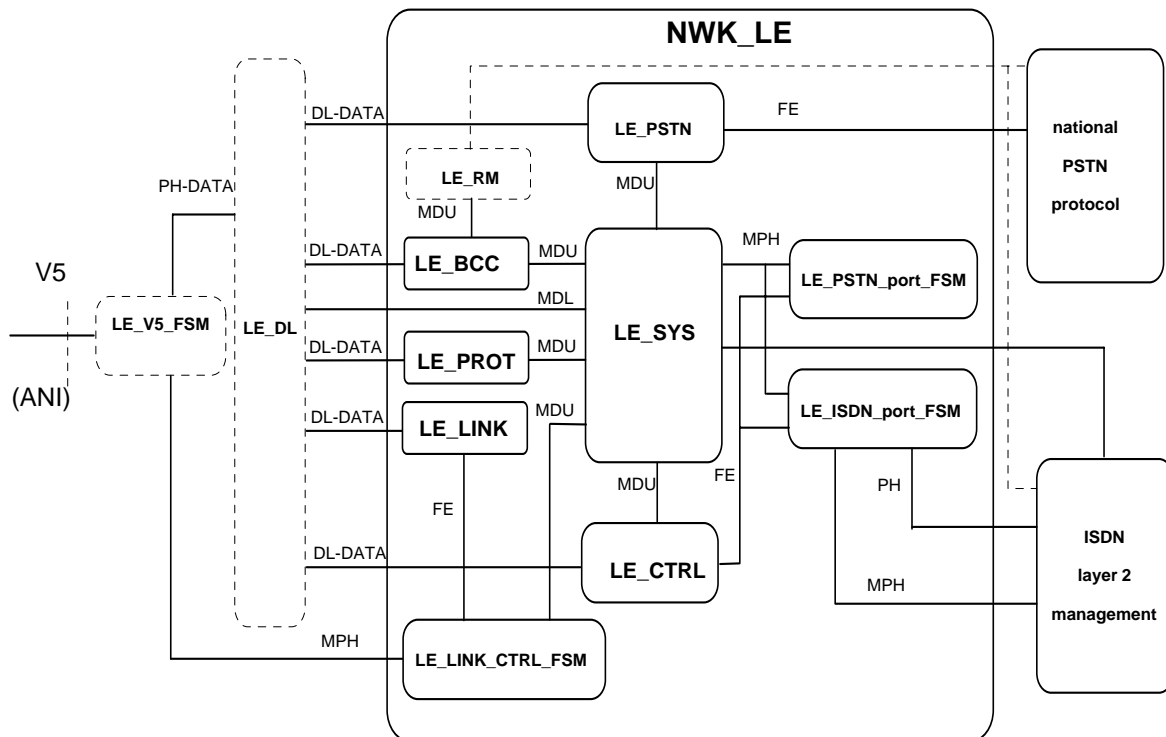 NWK_LE
DL-DATA
LE_PSTN
FE
national
PSTN
protocol
LE_RM
MDU
PH-DATA
MDU
DL-DATA
LE_BCC
MDU
MPH
V5
LE_V5_FSM
LE_DL
MDL
LE_SYS
LE_PSTN_port_FSM
DL-DATA
LE_PROT
MDU
(ANI)
DL-DATA
LE_LINK
MDU
LE_ISDN_port_FSM
FE
MDU
FE
PH
DL-DATA
LE_CTRL
ISDN
layer 2
management
MPH
MPH
LE_LINK_CTRL_FSM